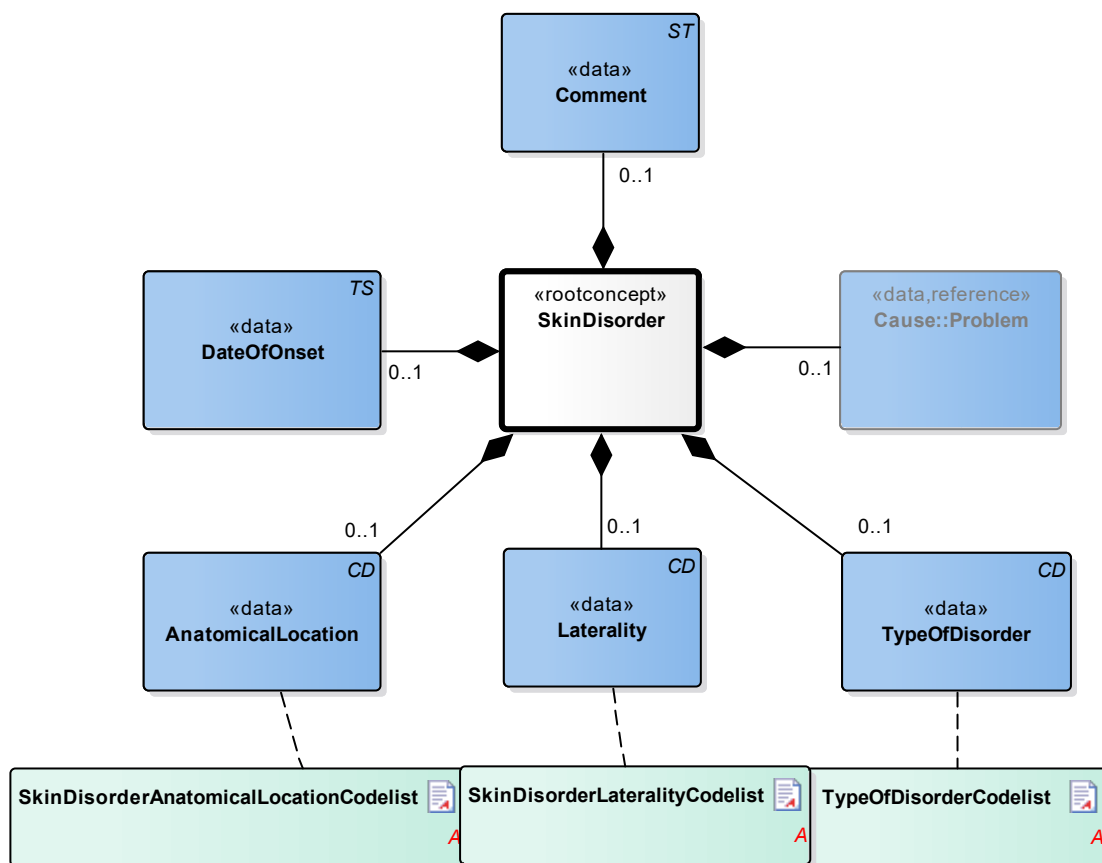 ST
«data»
Comment
0..1
TS
«data»
DateOfOnset
0..1
«rootconcept»
SkinDisorder
«data,reference»
Cause::Problem
0..1
0..1
CD
«data»
AnatomicalLocation
0..1
CD
«data»
Laterality
0..1
CD
«data»
TypeOfDisorder
SkinDisorderAnatomicalLocationCodelist
A
SkinDisorderLateralityCodelist
A
TypeOfDisorderCodelist
A